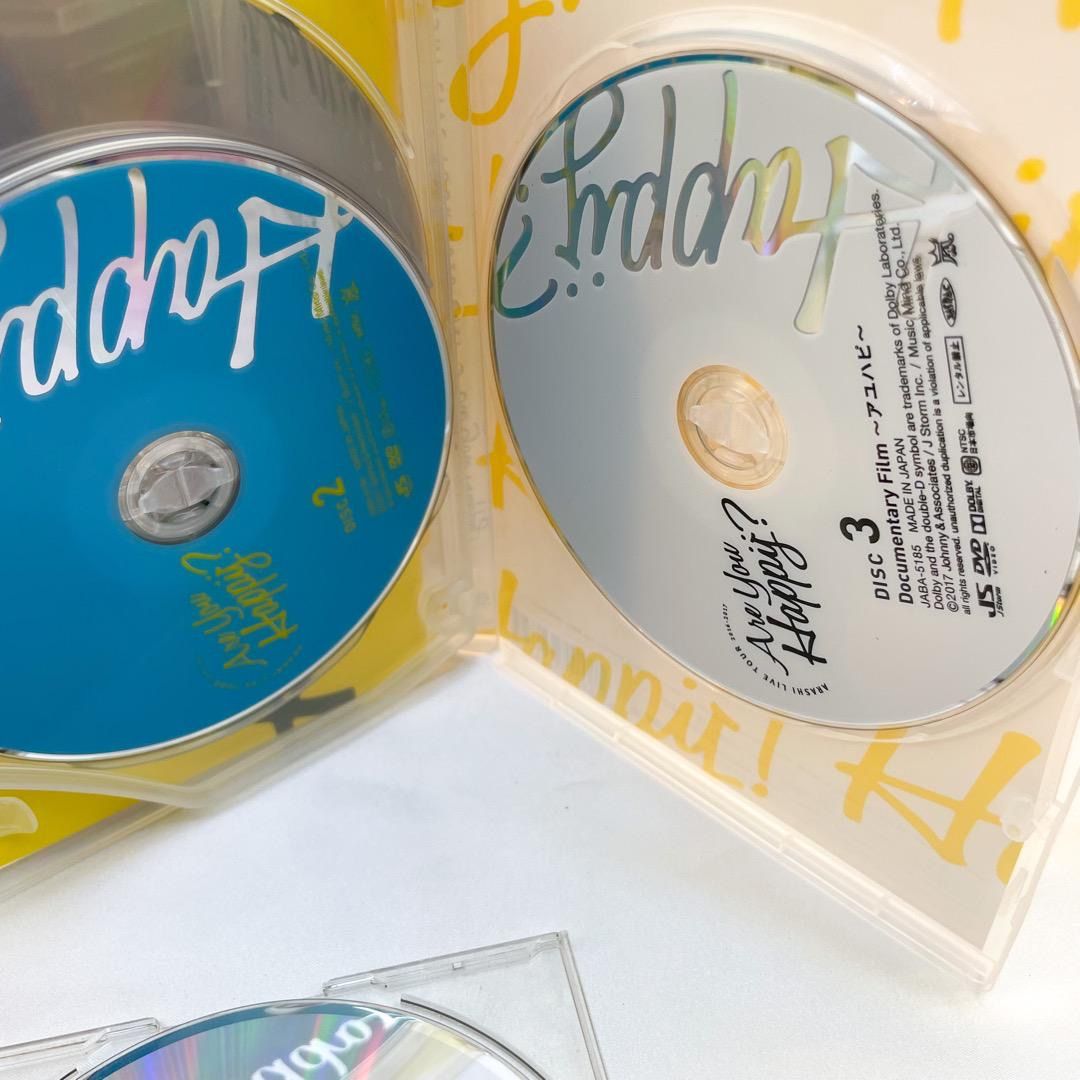 Happy
DISC 2
Are You
Happy?
Happy?
ARASHI LIVE TOUR 2016-2017
Are You
Happy?
DISC 3
Documentary Film ～アユハピ～
JABA-5185 MADE IN JAPAN
Dolby and the double-D symbol are trademarks of Dolby Laboratories.
©2017 Johnny & Associates / J Storm Inc. / Music Mind Co., Ltd.
all rights reserved. unauthorized duplication is a violation of applicable laws
JS
J Storm
DVD
VIDEO
DOLBY
DIGITAL
NTSC
日本市場向
レンタル禁止
嵐